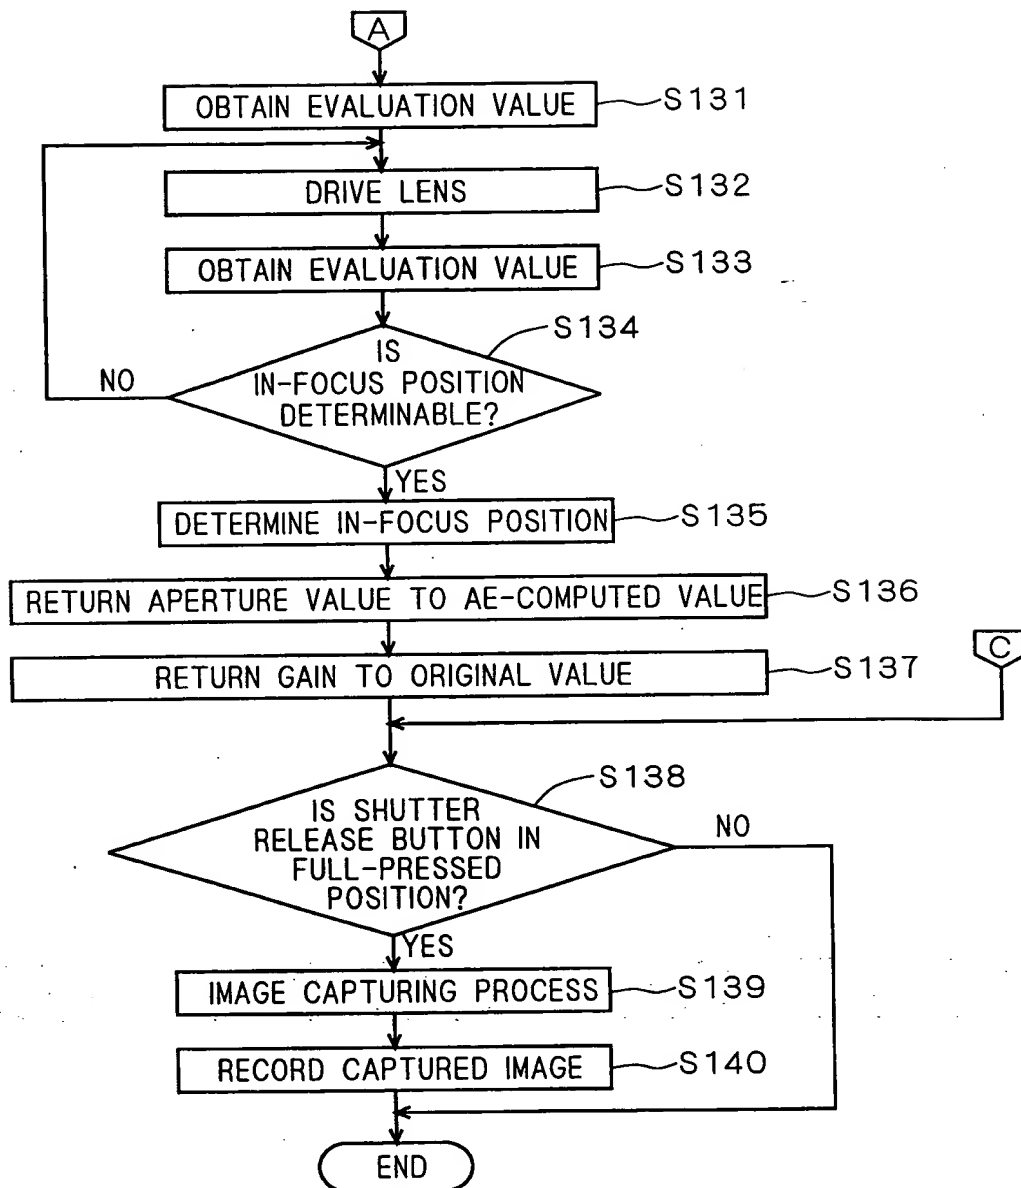 A
OBTAIN EVALUATION VALUE
S131
DRIVE LENS
S132
OBTAIN EVALUATION VALUE
S133
S134
IS
IN-FOCUS POSITION
DETERMINABLE?
NO
YES
DETERMINE IN-FOCUS POSITION
S135
RETURN APERTURE VALUE TO AE-COMPUTED VALUE
S136
C
RETURN GAIN TO ORIGINAL VALUE
S137
S138
IS SHUTTER
RELEASE BUTTON IN
FULL-PRESSED
POSITION?
NO
YES
IMAGE CAPTURING PROCESS
S139
RECORD CAPTURED IMAGE
S140
END